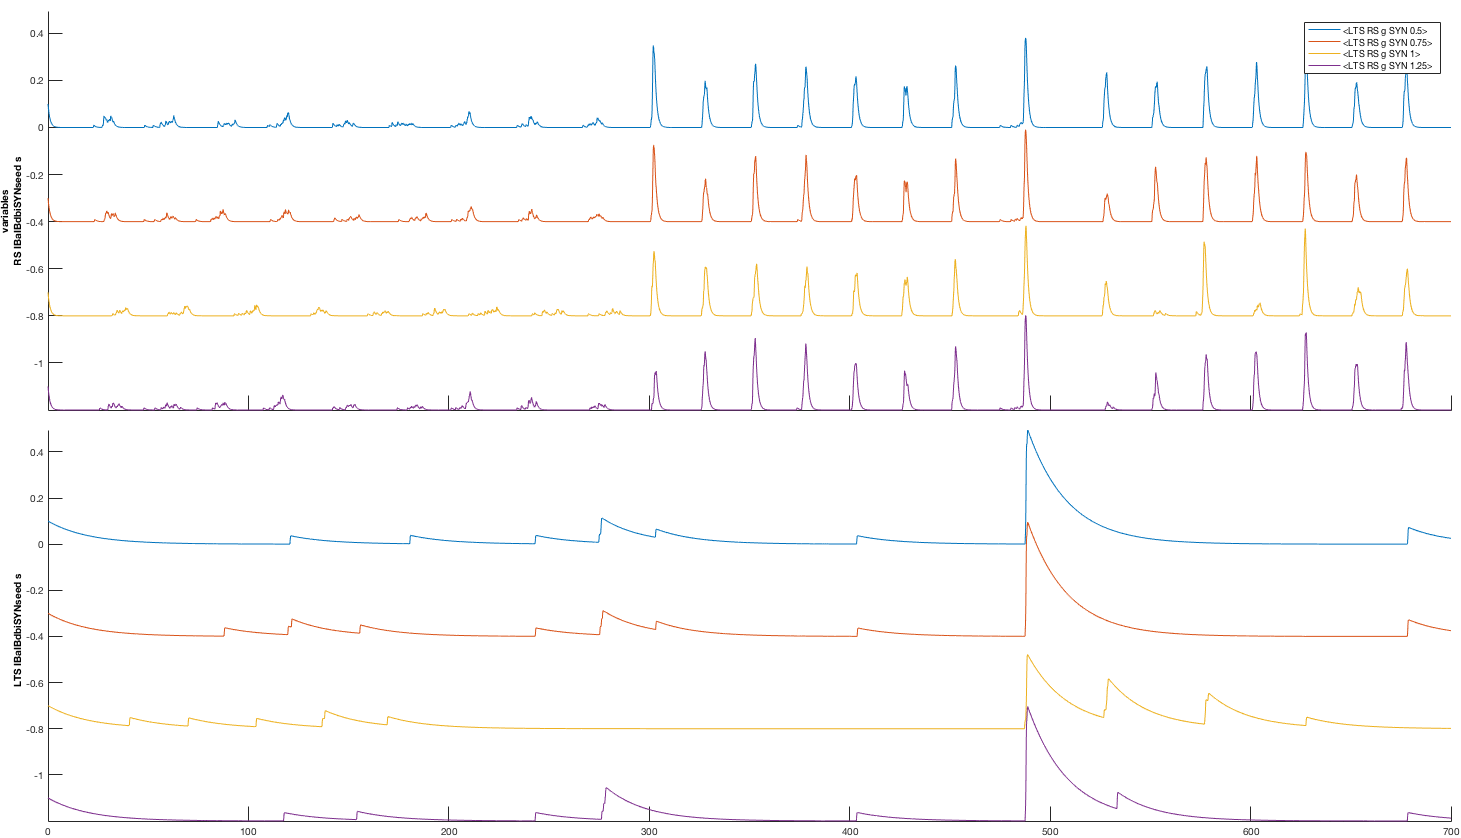 0.4
0.2
0
-0.2
-0.4
-0.6
-0.8
-1
variables
RS IBaIBdbiSYNseed s
<LTS RS g SYN 0.5>
<LTS RS g SYN 0.75>
<LTS RS g SYN 1>
<LTS RS g SYN 1.25>
0.4
0.2
0
-0.2
-0.4
-0.6
-0.8
-1
LTS IBaIBdbiSYNseed s
0 100 200 300 400 500 600 700